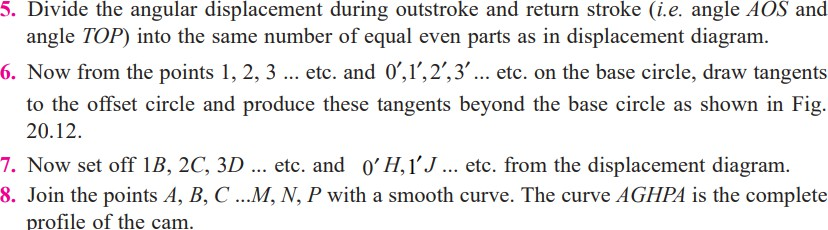 5. Divide the angular displacement during outstroke and return stroke (i.e. angle AOS and
angle TOP) into the same number of equal even parts as in displacement diagram.
6. Now from the points 1, 2, 3 ... etc. and 0′,1′,2′,3′ ... etc. on the base circle, draw tangents
to the offset circle and produce these tangents beyond the base circle as shown in Fig.
20.12.
7. Now set off 1B, 2C, 3D ... etc. and 0′ H,1′ J ... etc. from the displacement diagram.
8. Join the points A, B, C ...M, N, P with a smooth curve. The curve AGHPA is the complete
profile of the cam.